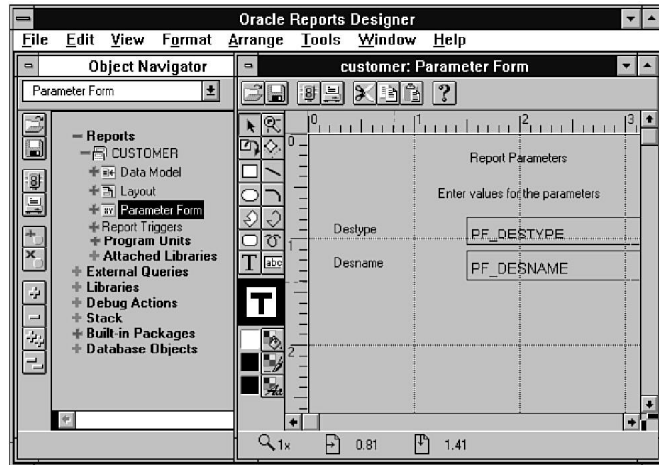 Oracle Reports Designer
File Edit View Format Arrange Tools Window Help
Object Navigator
Parameter Form
Reports
CUSTOMER
Data Model
Layout
Parameter Form
Report Triggers
Program Units
Attached Libraries
External Queries
Libraries
Debug Actions
Stack
Built-in Packages
Database Objects
customer: Parameter Form
0 1 2 3
0
1
2
T abc
T
Report Parameters
Enter values for the parameters
Destype PF_DESTYPE
Desname PF_DESNAME
1x 0.81 1.41